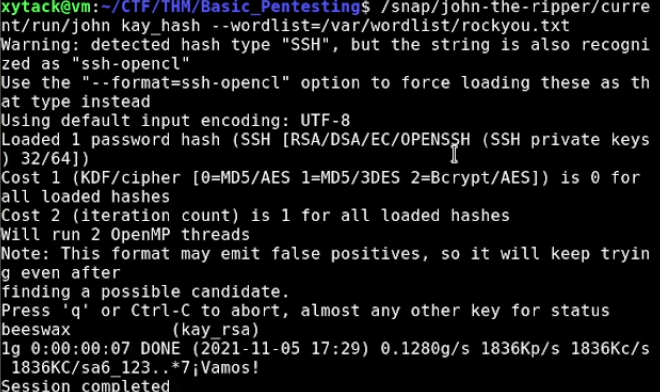 xytack@vm:~/CTF/THM/Basic_Pentesting$ /snap/john-the-ripper/curre
nt/run/john kay_hash --wordlist=/var/wordlist/rockyou.txt
Warning: detected hash type "SSH", but the string is also recogni
zed as "ssh-opencl"
Use the "--format=ssh-opencl" option to force loading these as th
at type instead
Using default input encoding: UTF-8
Loaded 1 password hash (SSH [RSA/DSA/EC/OPENSSH (SSH private keys
) 32/64])
Cost 1 (KDF/cipher [0=MD5/AES 1=MD5/3DES 2=Bcrypt/AES]) is 0 for
all loaded hashes
Cost 2 (iteration count) is 1 for all loaded hashes
Will run 2 OpenMP threads
Note: This format may emit false positives, so it will keep tryin
g even after
finding a possible candidate.
Press 'q' or Ctrl-C to abort, almost any other key for status
beeswax          (kay_rsa)
1g 0:00:00:07 DONE (2021-11-05 17:29) 0.1280g/s 1836Kp/s 1836Kc/s
 1836KC/sa6_123..*7¡Vamos!
Session completed